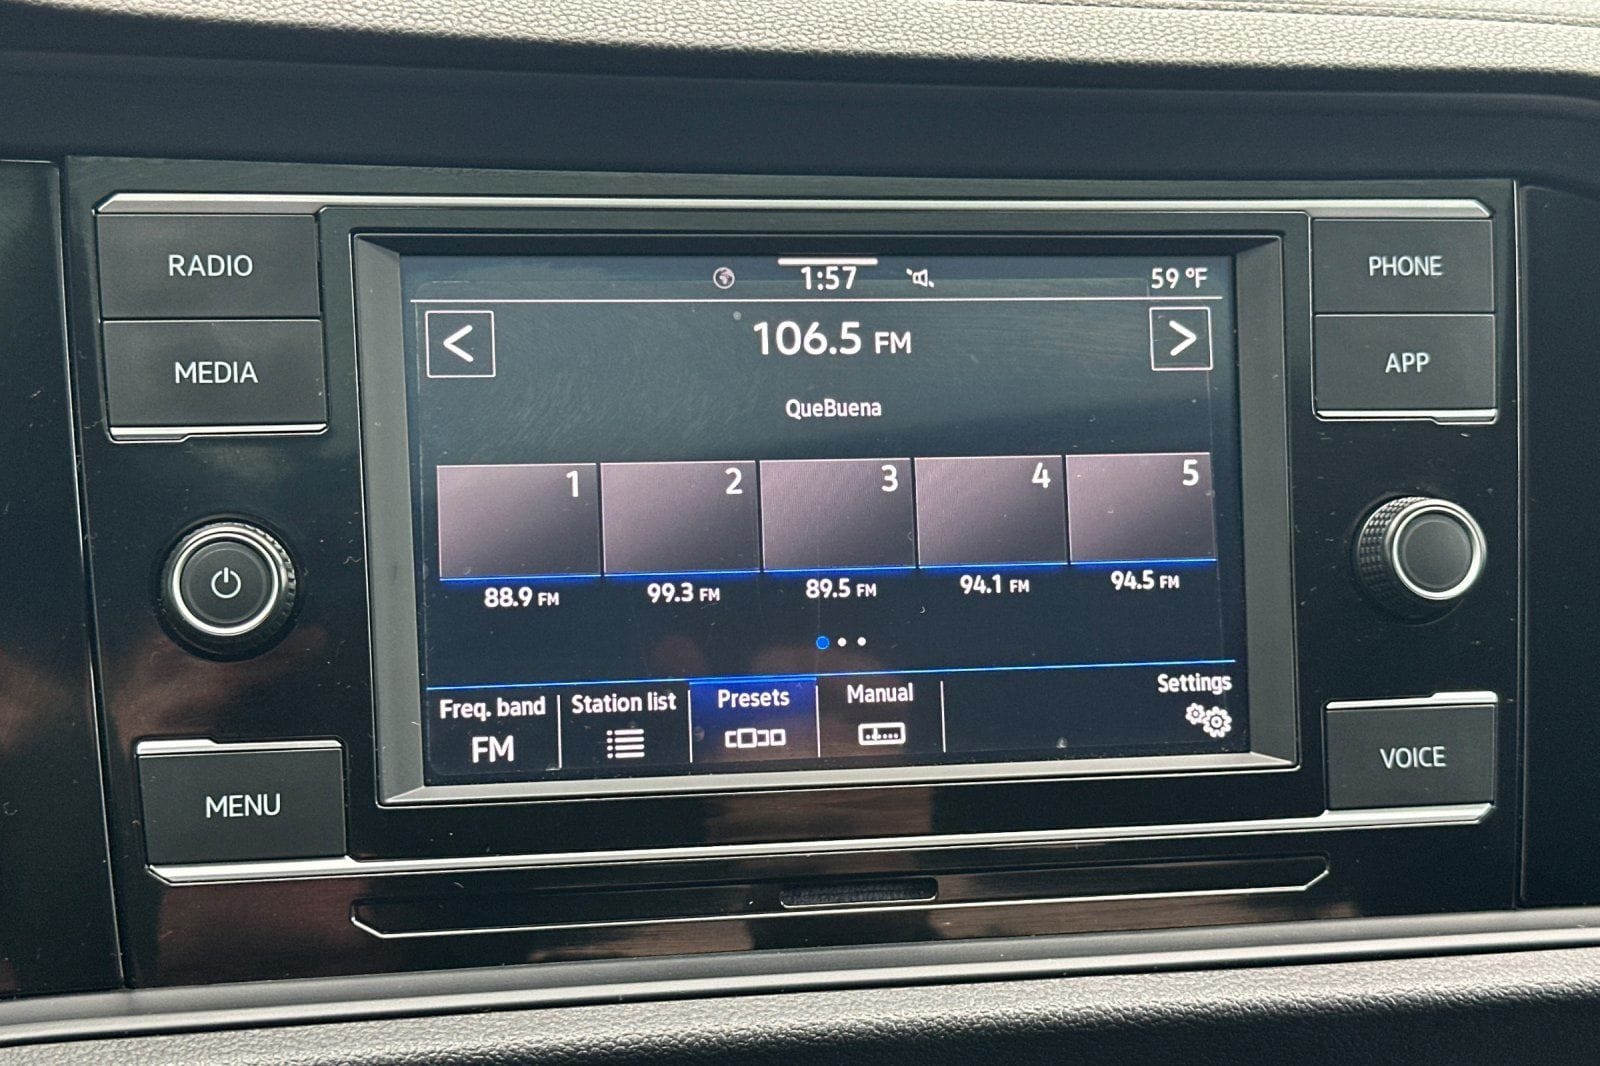 RADIO
MEDIA
MENU
1:57
59 °F
106.5 FM
QueBuena
1 2 3 4 5
88.9 FM 99.3 FM 89.5 FM 94.1 FM 94.5 FM
Freq. band Station list Presets Manual Settings
FM
PHONE
APP
VOICE